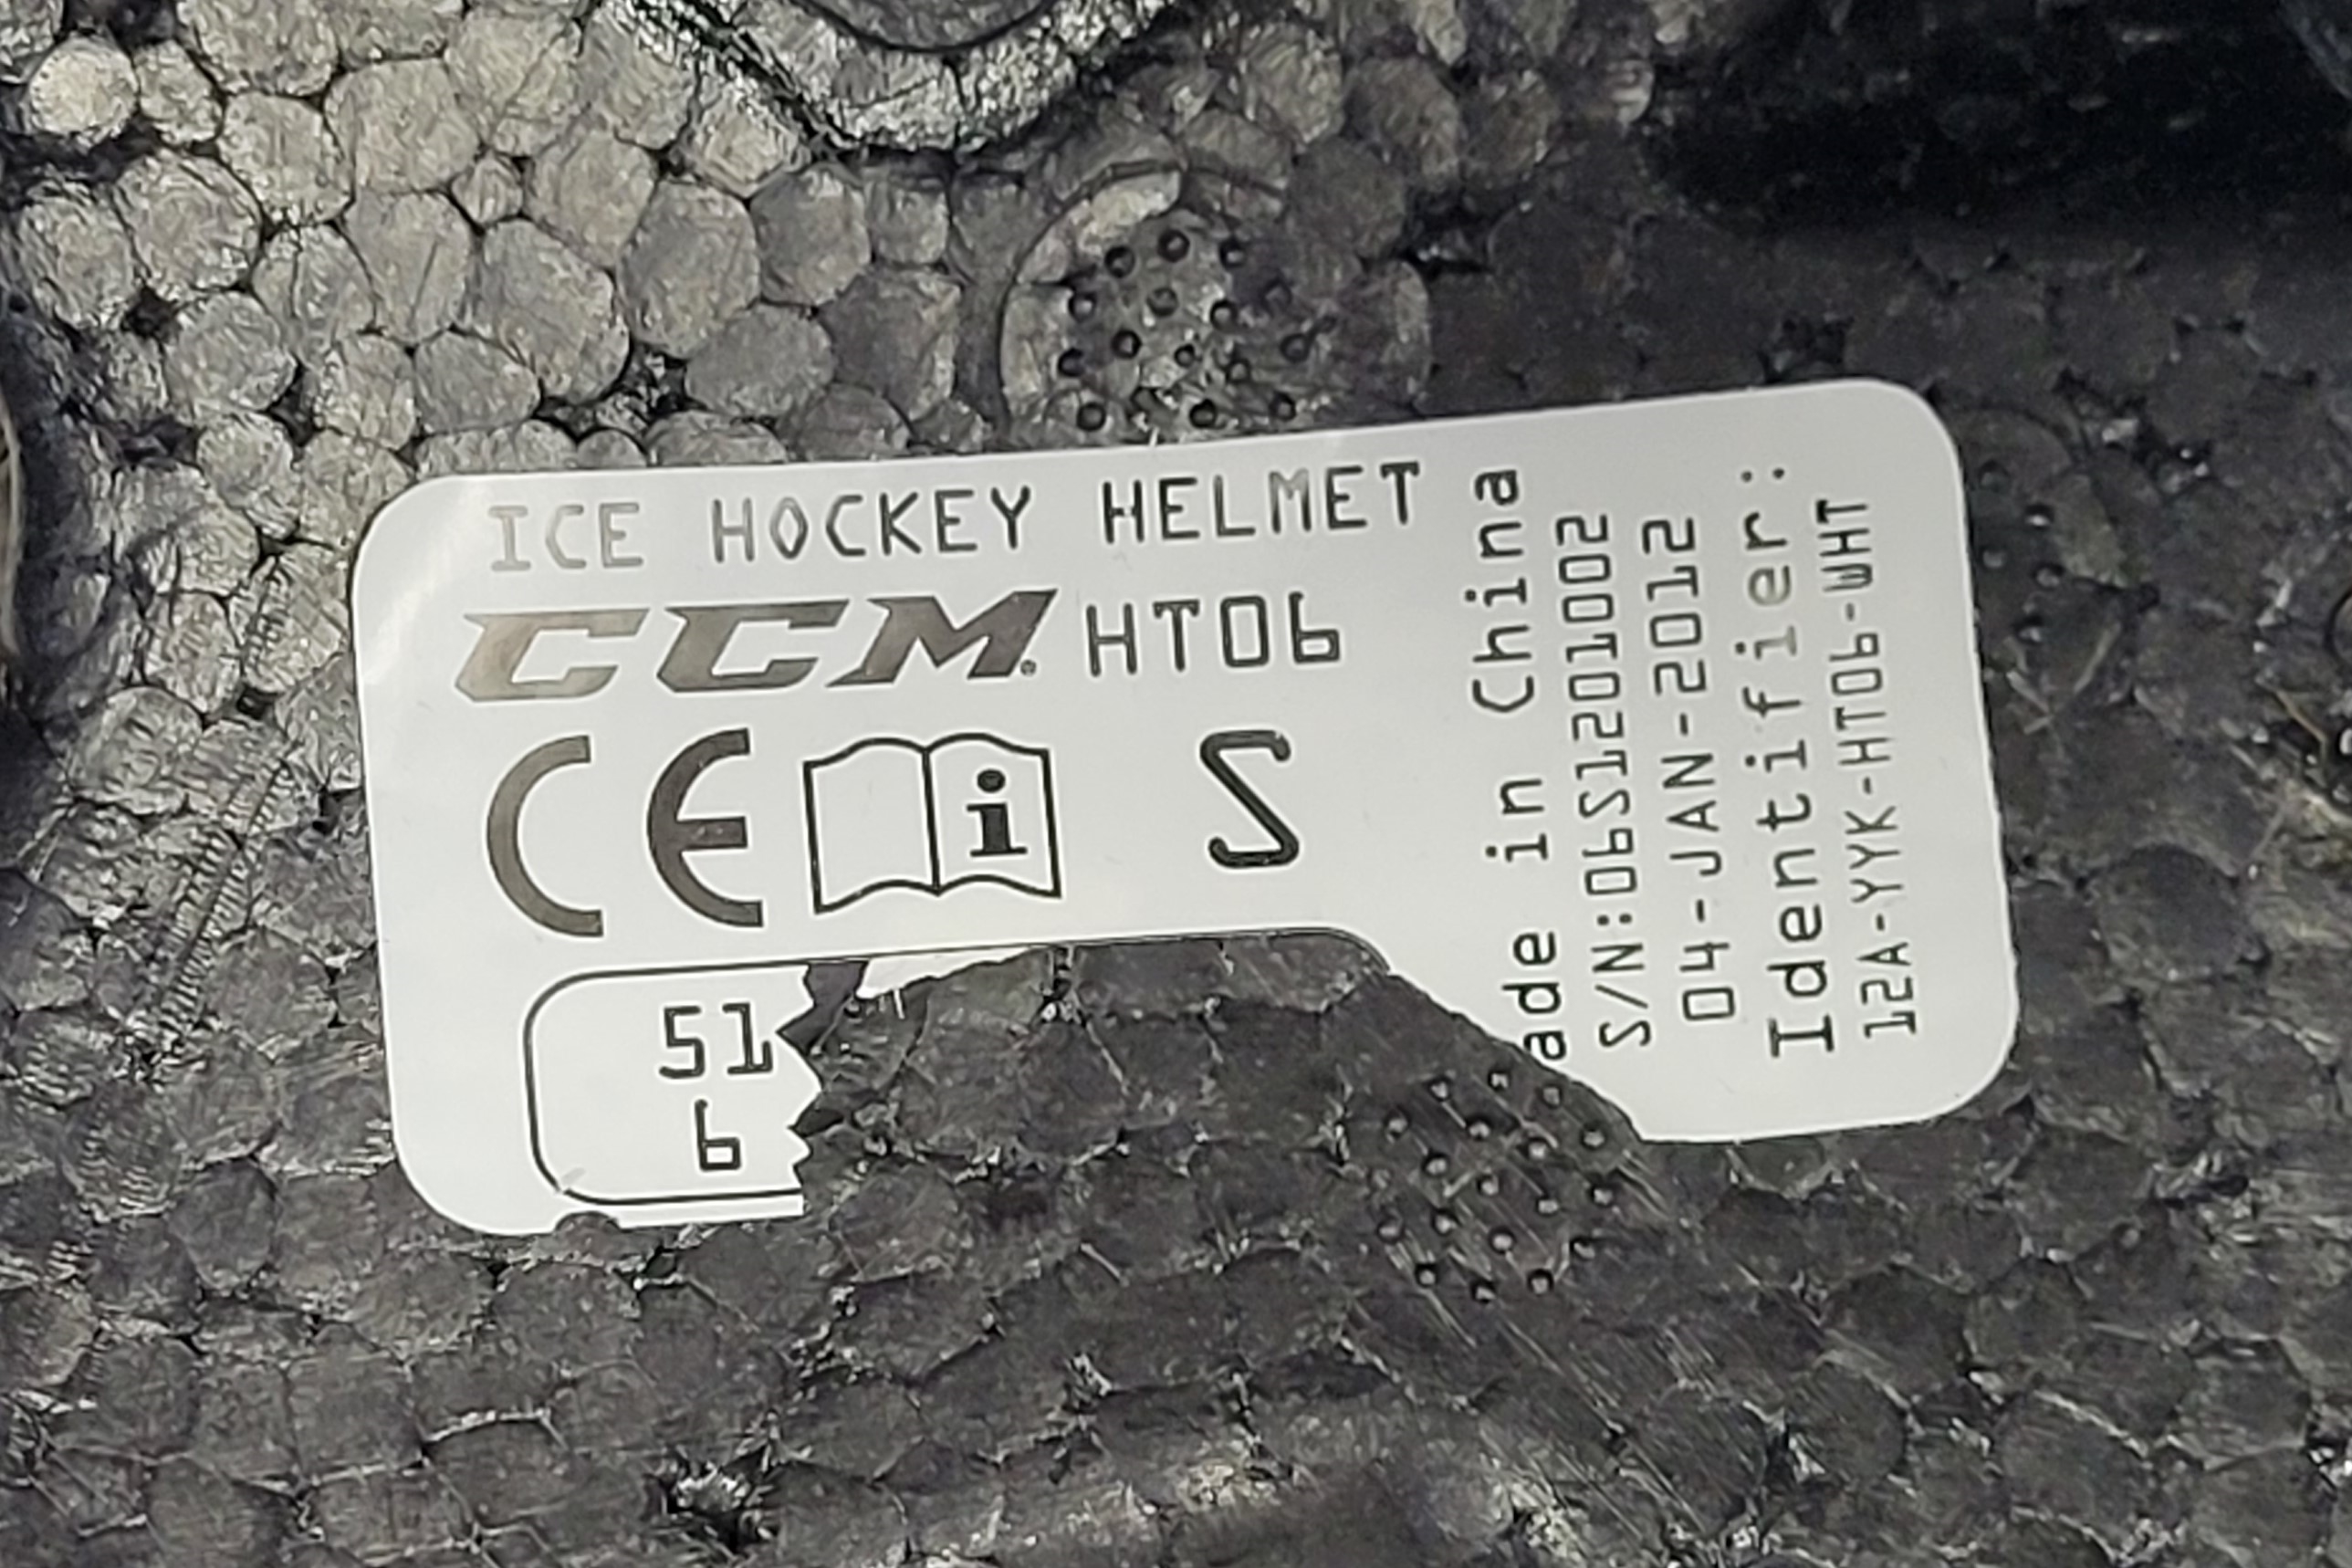 ICE HOCKEY HELMET
CCM® HT06
CE i S
51
6
ade in China
S/N:06S1201002
04-JAN-2012
Identifier:
12A-YYK-HT06-WHT